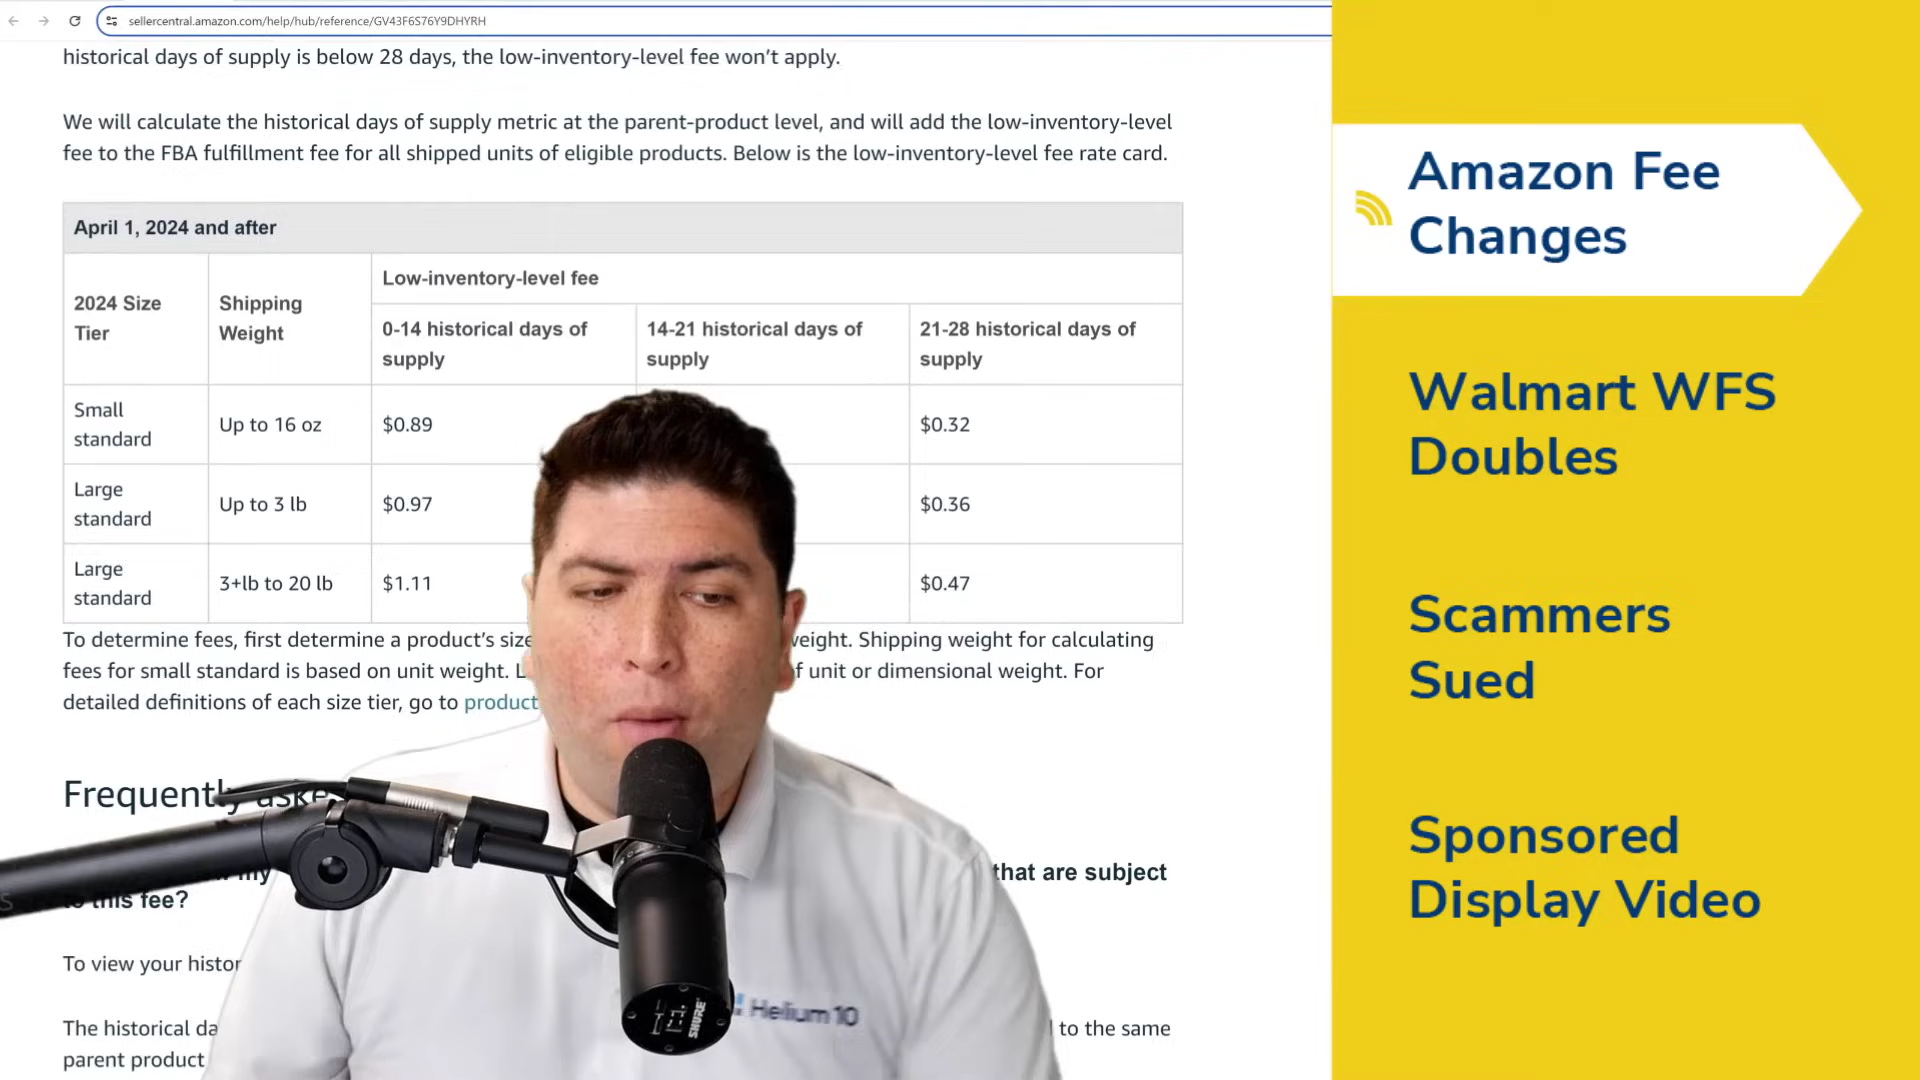 sellercentral.amazon.com/help/hub/reference/GV43F6S76Y9DHYRH
historical days of supply is below 28 days, the low-inventory-level fee won't apply.
We will calculate the historical days of supply metric at the parent-product level, and will add the low-inventory-level
fee to the FBA fulfillment fee for all shipped units of eligible products. Below is the low-inventory-level fee rate card.
April 1, 2024 and after
2024 Size
Tier
Shipping
Weight
Low-inventory-level fee
0-14 historical days of
supply
14-21 historical days of
supply
21-28 historical days of
supply
Small
standard
Up to 16 oz
$0.89
$0.32
Large
standard
Up to 3 lb
$0.97
$0.36
Large
standard
3+lb to 20 lb
$1.11
$0.47
To determine fees, first determine a product's size weight. Shipping weight for calculating
fees for small standard is based on unit weight. of unit or dimensional weight. For
detailed definitions of each size tier, go to product
Frequently aske
my that are subject
to this fee?
To view your histor
The historical da to the same
parent product
Helium 10
SHURE
Amazon Fee
Changes
Walmart WFS
Doubles
Scammers
Sued
Sponsored
Display Video